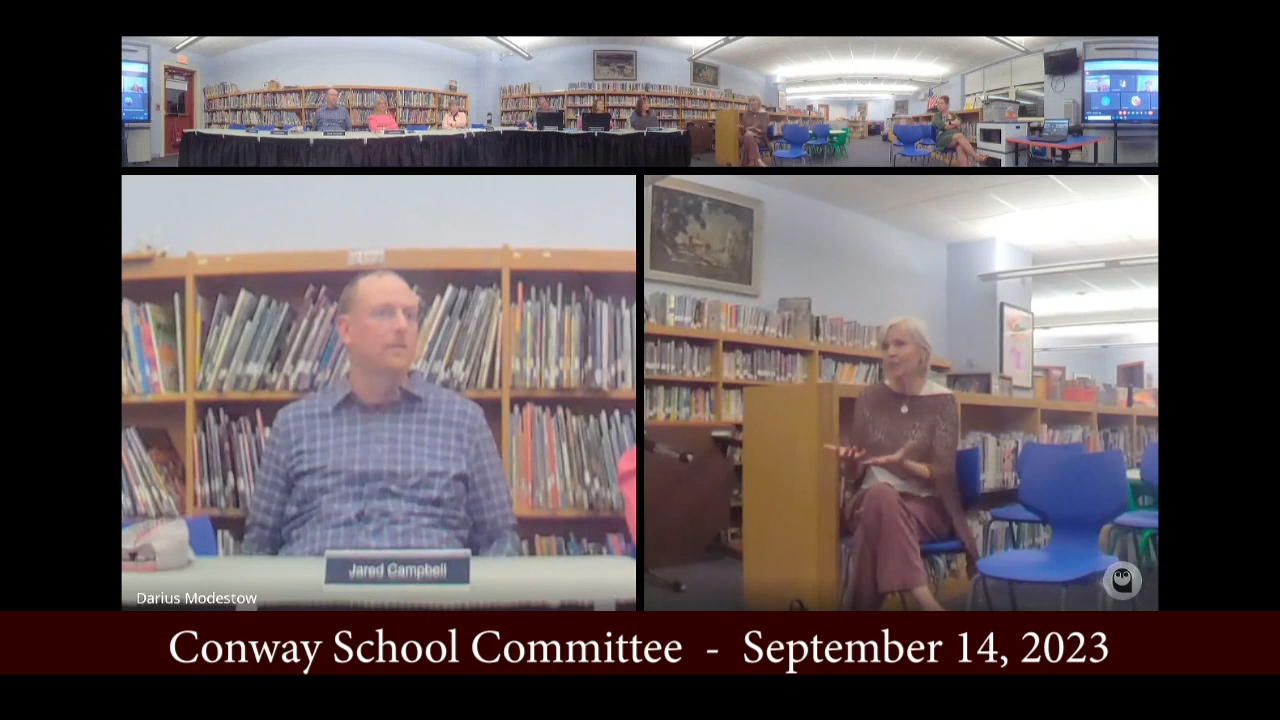 Jared Campbell
Darius Modestow
Conway School Committee - September 14, 2023